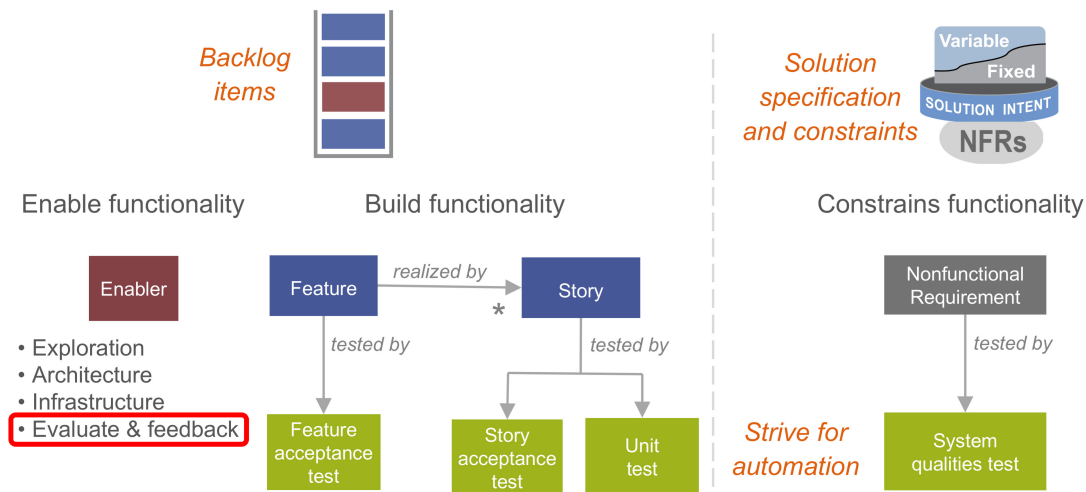 Backlog
items
Solution
specification
and constraints
Variable
Fixed
SOLUTION INTENT
NFRs
Enable functionality
Build functionality
Constrains functionality
Enabler
• Exploration
• Architecture
• Infrastructure
• Evaluate & feedback
Feature
realized by
*
Story
tested by
tested by
Feature
acceptance
test
Story
acceptance
test
Unit
test
Nonfunctional
Requirement
tested by
Strive for
automation
System
qualities test